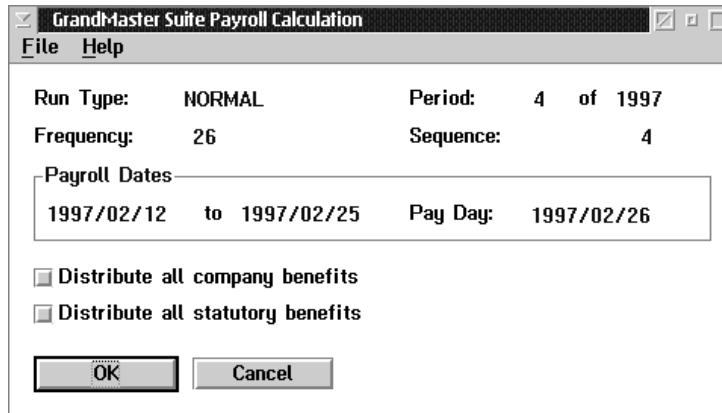 GrandMaster Suite Payroll Calculation
File Help
Run Type: NORMAL Period: 4 of 1997
Frequency: 26 Sequence: 4
Payroll Dates
1997/02/12 to 1997/02/25 Pay Day: 1997/02/26
Distribute all company benefits
Distribute all statutory benefits
OK Cancel